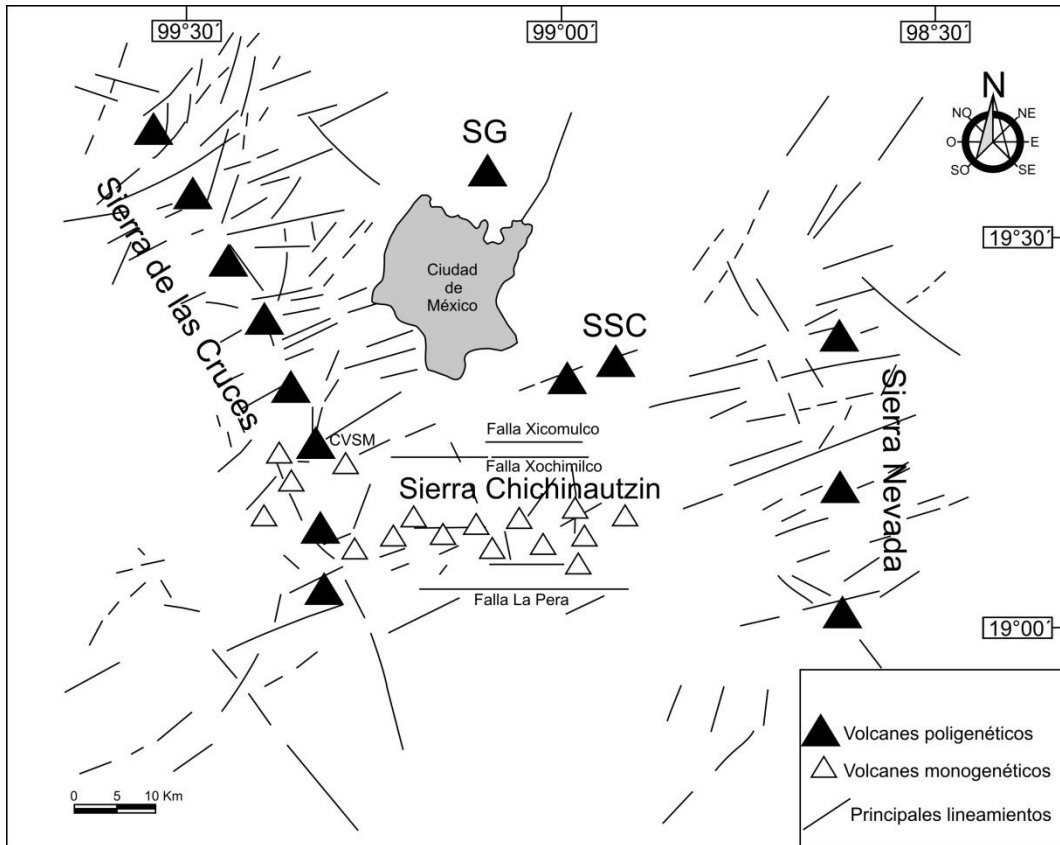 99°30´
99°00´
98°30´
N
NO
NE
O
E
SO
SE
SG
19°30´
Sierra de las Cruces
Ciudad
de
México
SSC
Sierra Nevada
Falla Xicomulco
CVSM
Falla Xochimilco
Sierra Chichinautzin
Falla La Pera
19°00´
Volcanes poligenéticos
Volcanes monogenéticos
Principales lineamientos
0 5 10 Km